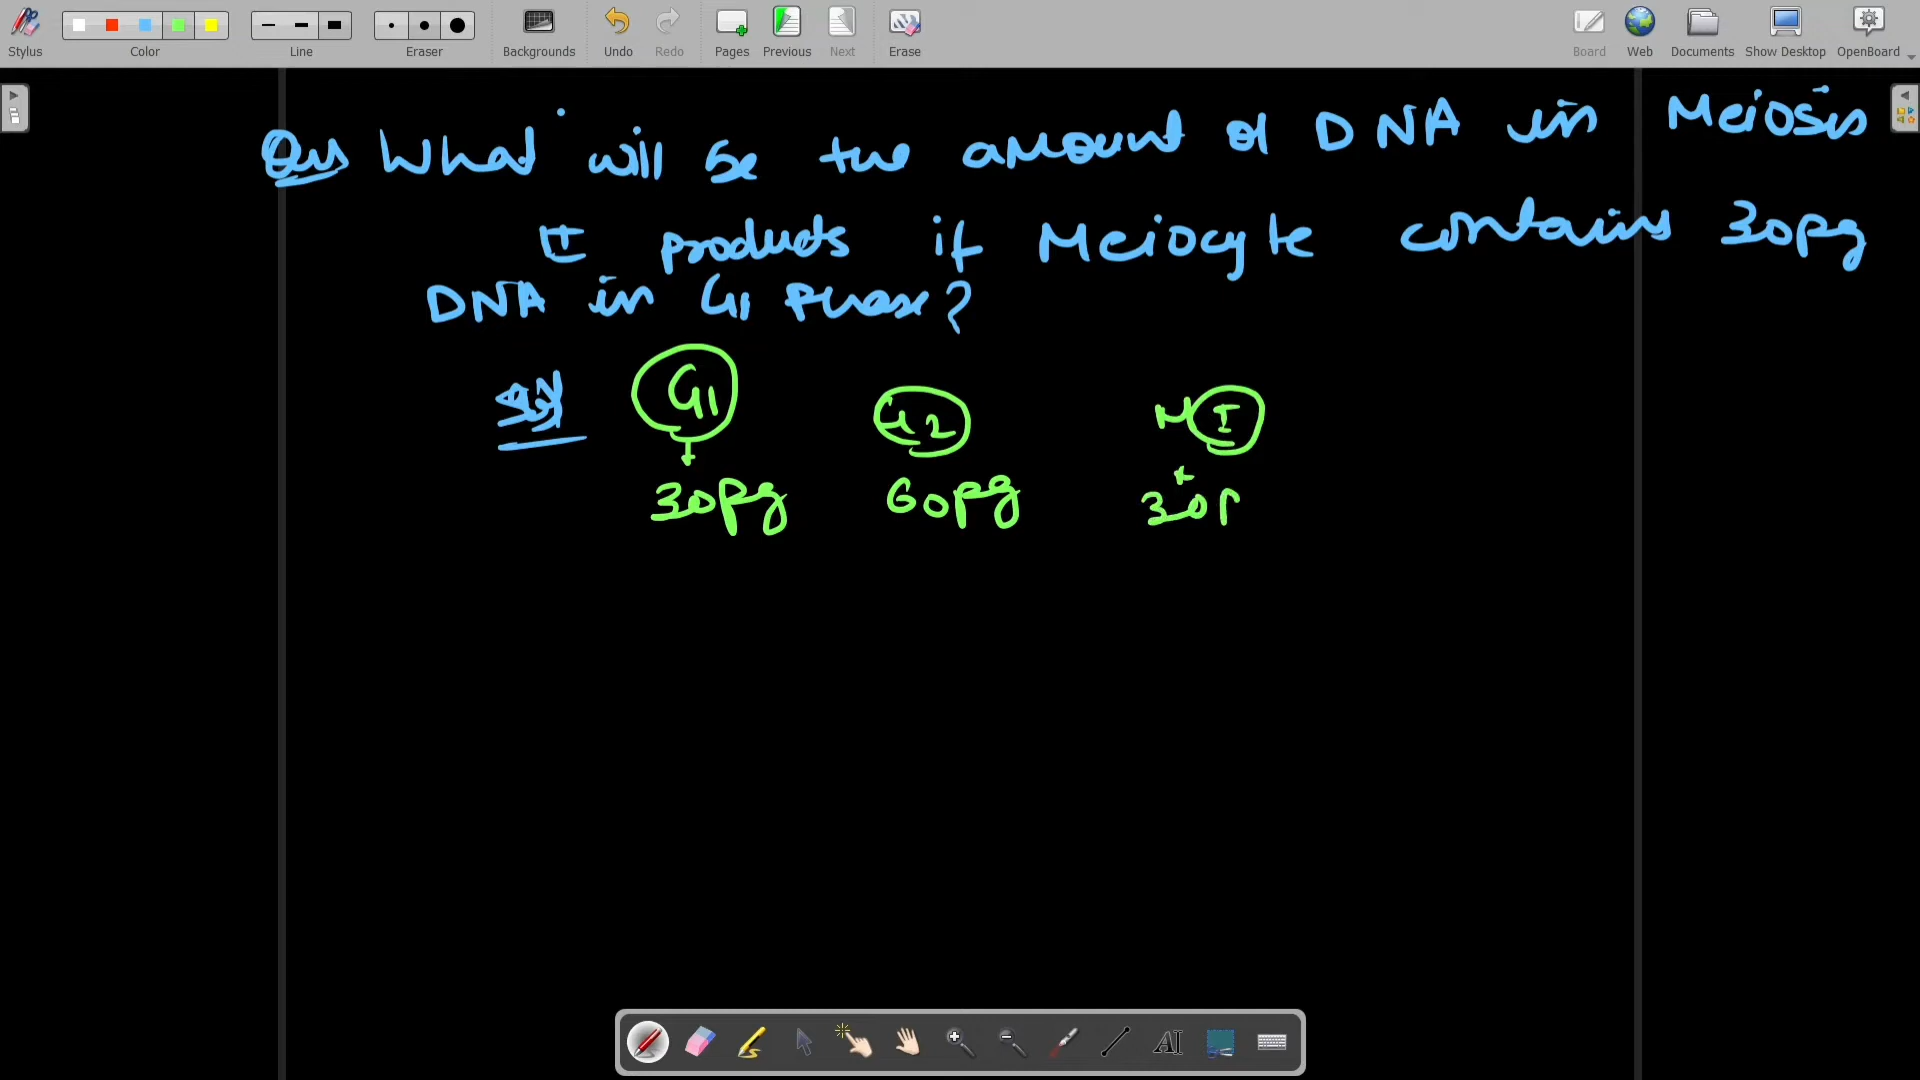 Stylus Color Line Eraser Backgrounds Undo Redo Pages Previous Next Erase Board Web Documents Show Desktop OpenBoard
Ques What will be the amount of DNA in Meiosis
II products if Meiocyte contains 30pg
DNA in G1 Phase?
Sol G1 G2 M I
30pg 60pg 30p